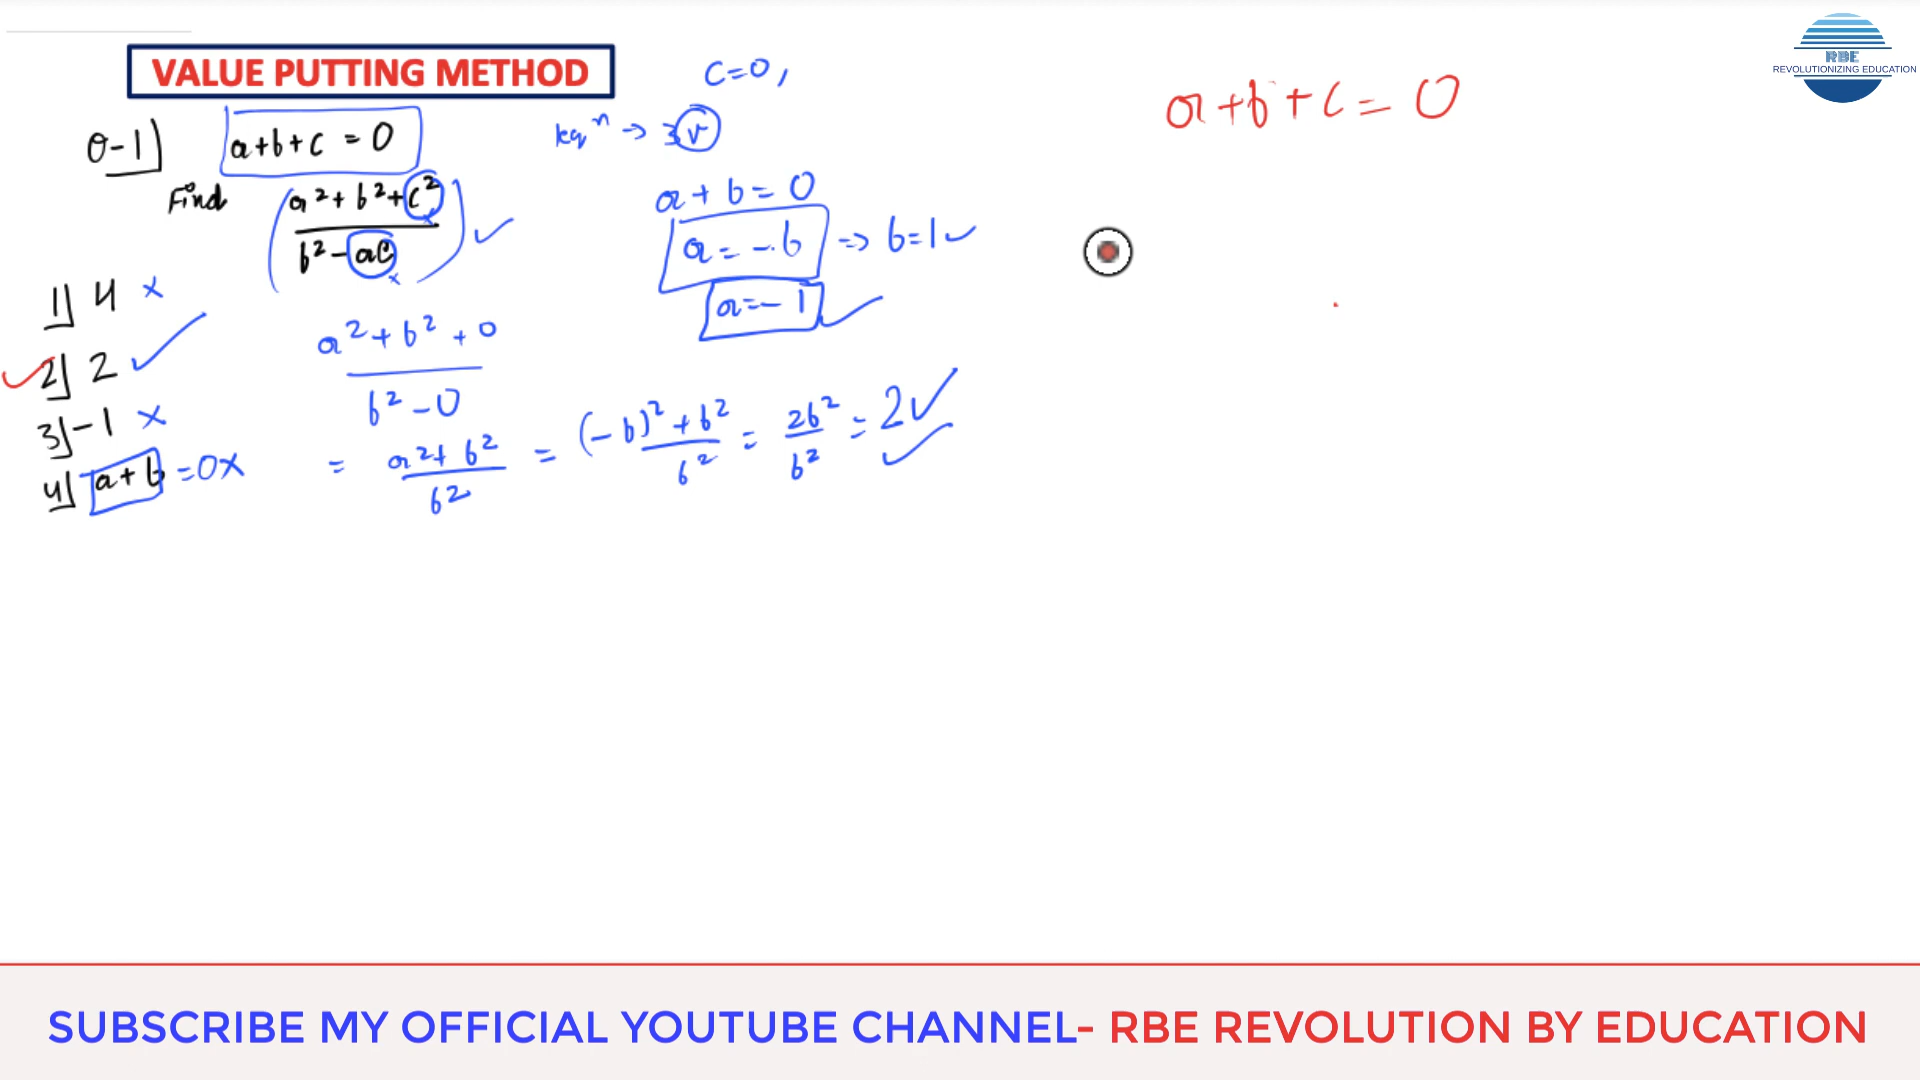 VALUE PUTTING METHOD
Q-1] a+b+c = 0
Find (a²+b²+c²)/(b²-ac)
1] 4 ×
2] 2 ✓
3] -1 ×
4] a+b =0×
C=0,
a+b=0
a=-b => b=1 ✓
a=-1 ✓
(a²+b²+0)/(b²-0)
= (a²+b²)/b² = ((-b)²+b²)/b² = 2b²/b² = 2✓
a+b+c=0
RBE
REVOLUTIONIZING EDUCATION
SUBSCRIBE MY OFFICIAL YOUTUBE CHANNEL- RBE REVOLUTION BY EDUCATION